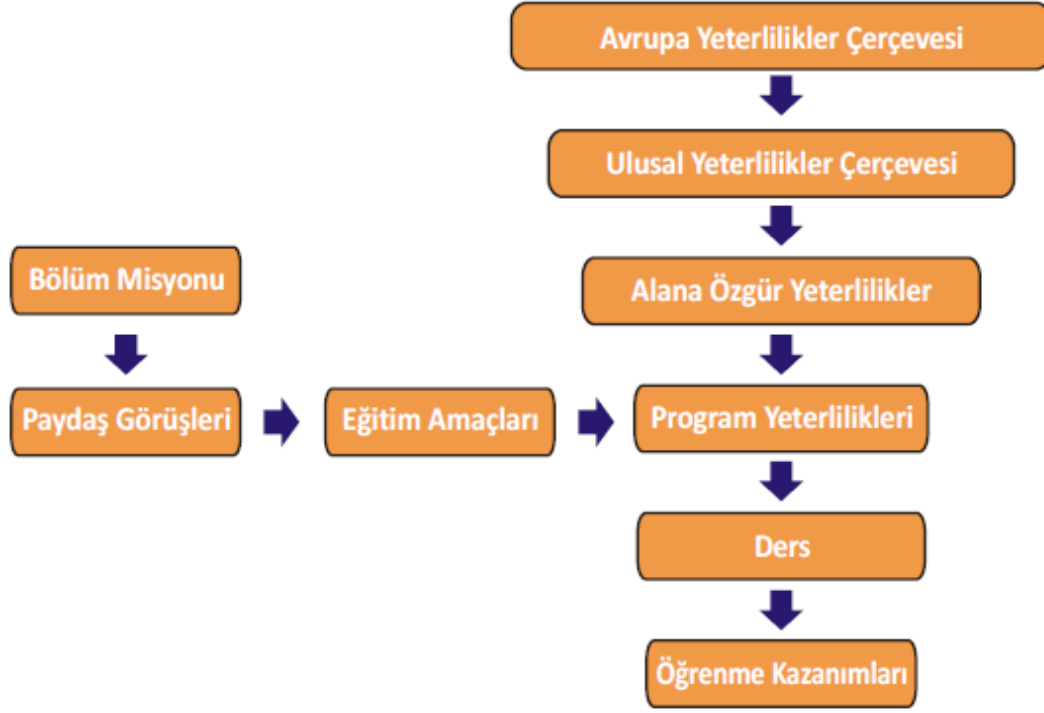 Avrupa Yeterlilikler Çerçevesi
Ulusal Yeterlilikler Çerçevesi
Bölüm Misyonu
Alana Özgür Yeterlilikler
Paydaş Görüşleri
Eğitim Amaçları
Program Yeterlilikleri
Ders
Öğrenme Kazanımları